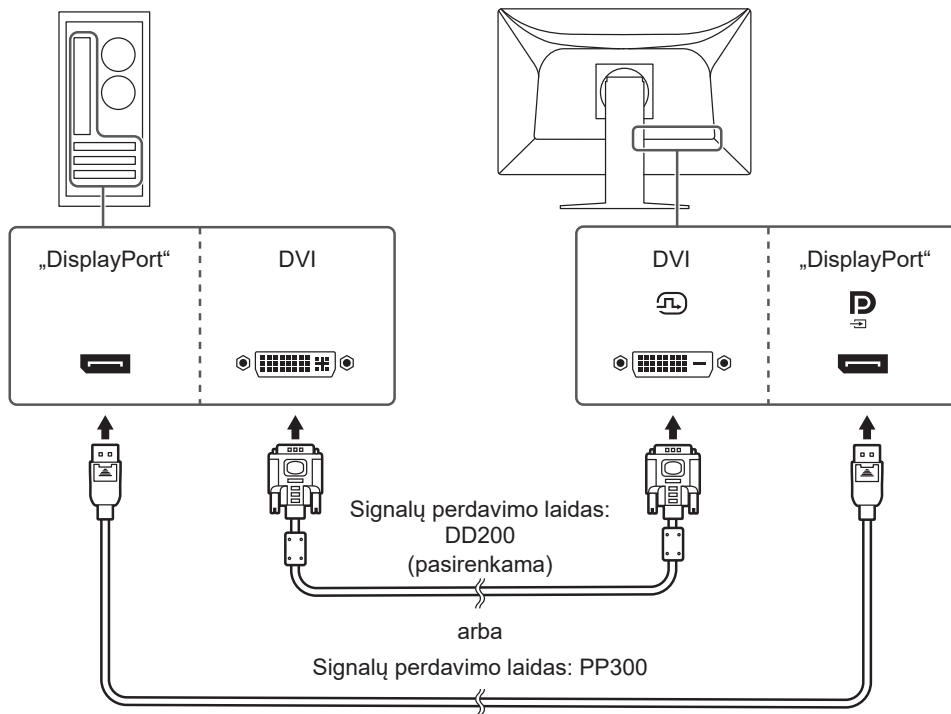 „DisplayPort“
DVI
DVI
„DisplayPort“
Signalų perdavimo laidas:
DD200
(pasirenkama)
arba
Signalų perdavimo laidas: PP300